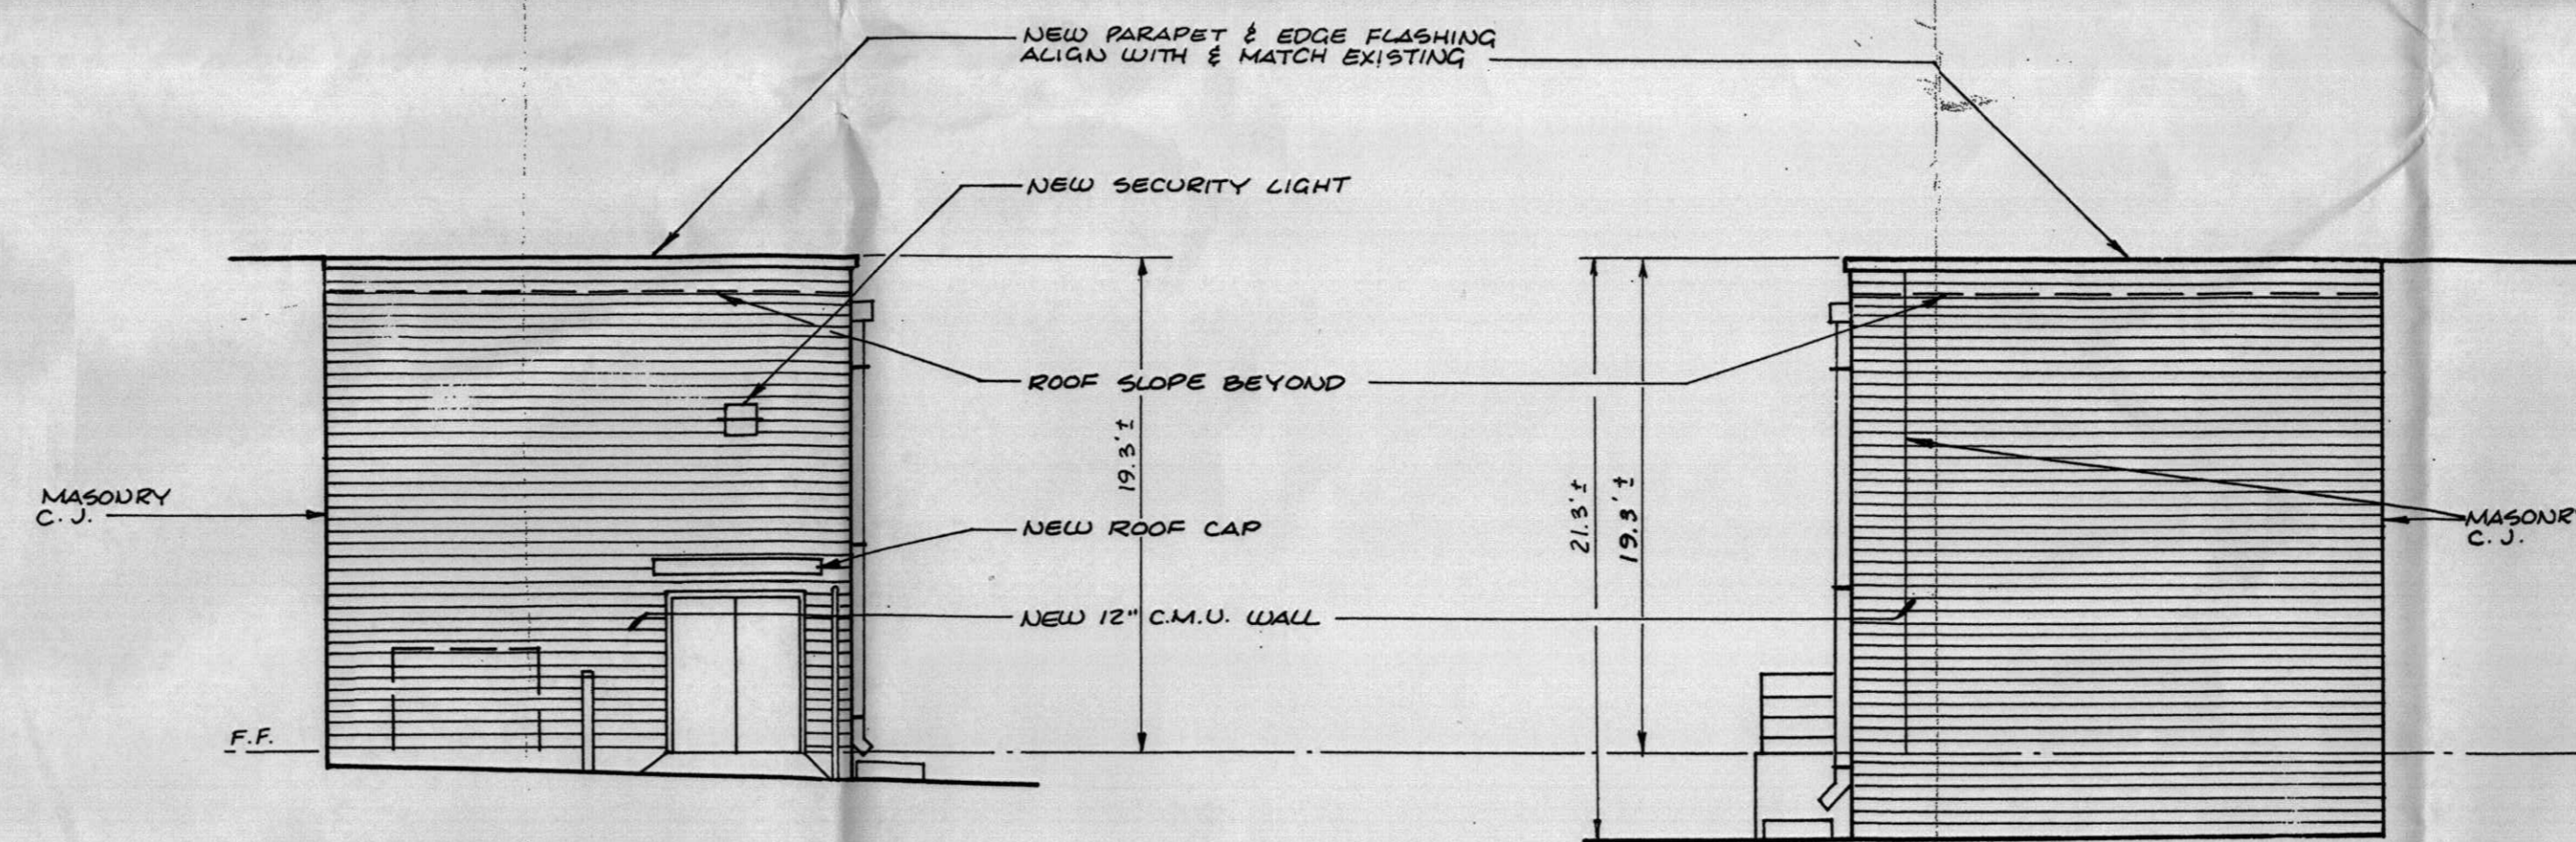 NEW PARAPET & EDGE FLASHING
ALIGN WITH & MATCH EXISTING
NEW SECURITY LIGHT
ROOF SLOPE BEYOND
19.3'±
21.3'±
19.3'±
MASONRY
C.J.
NEW ROOF CAP
MASONR
C.J.
NEW 12" C.M.U. WALL
F.F.